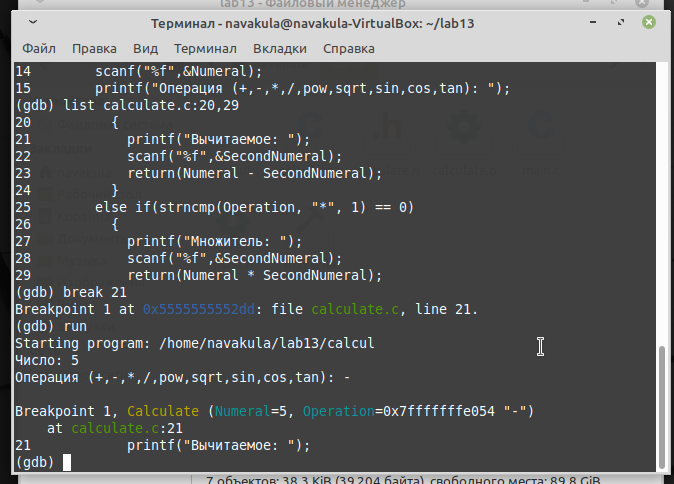 lab13 - Файловый менеджер
Терминал - navakula@navakula-VirtualBox: ~/lab13
Файл Правка Вид Терминал Вкладки Справка
14        scanf("%f",&Numeral);
15        printf("Операция (+,-,*,/,pow,sqrt,sin,cos,tan): ");
(gdb) list calculate.c:20,29
20          {
21            printf("Вычитаемое: ");
22            scanf("%f",&SecondNumeral);
23            return(Numeral - SecondNumeral);
24          }
25        else if(strncmp(Operation, "*", 1) == 0)
26          {
27            printf("Множитель: ");
28            scanf("%f",&SecondNumeral);
29            return(Numeral * SecondNumeral);
(gdb) break 21
Breakpoint 1 at 0x5555555552dd: file calculate.c, line 21.
(gdb) run
Starting program: /home/navakula/lab13/calcul
Число: 5
Операция (+,-,*,/,pow,sqrt,sin,cos,tan): -
Breakpoint 1, Calculate (Numeral=5, Operation=0x7fffffffe054 "-")
    at calculate.c:21
21            printf("Вычитаемое: ");
(gdb)
7 объектов: 38,3 KiB (39 204 байта), свободного места: 89,8 GiB